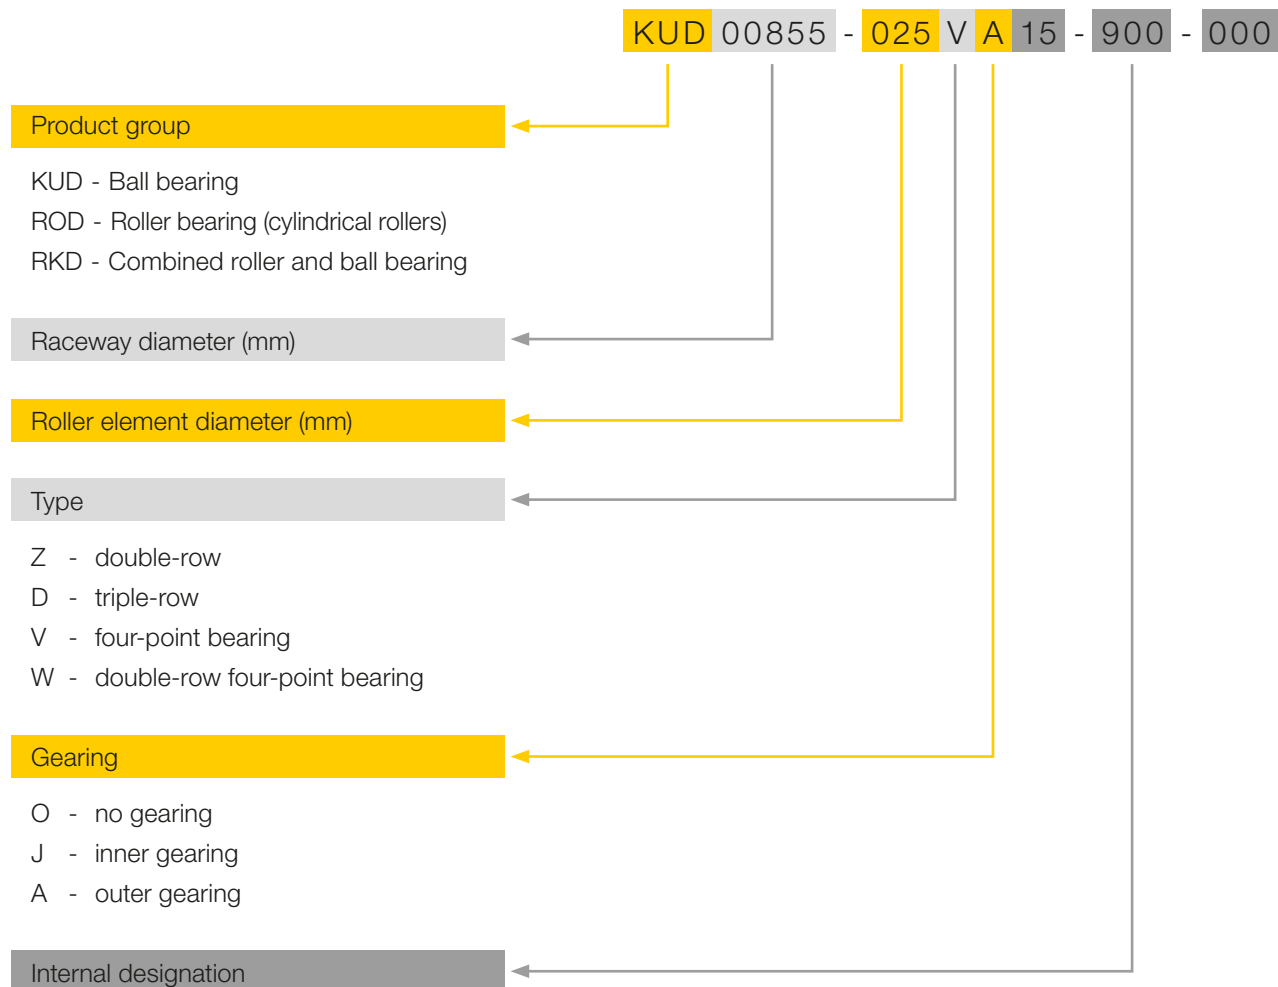 KUD 00855 - 025 V A 15 - 900 - 000
Product group
KUD - Ball bearing
ROD - Roller bearing (cylindrical rollers)
RKD - Combined roller and ball bearing
Raceway diameter (mm)
Roller element diameter (mm)
Type
Z - double-row
D - triple-row
V - four-point bearing
W - double-row four-point bearing
Gearing
O - no gearing
J - inner gearing
A - outer gearing
Internal designation